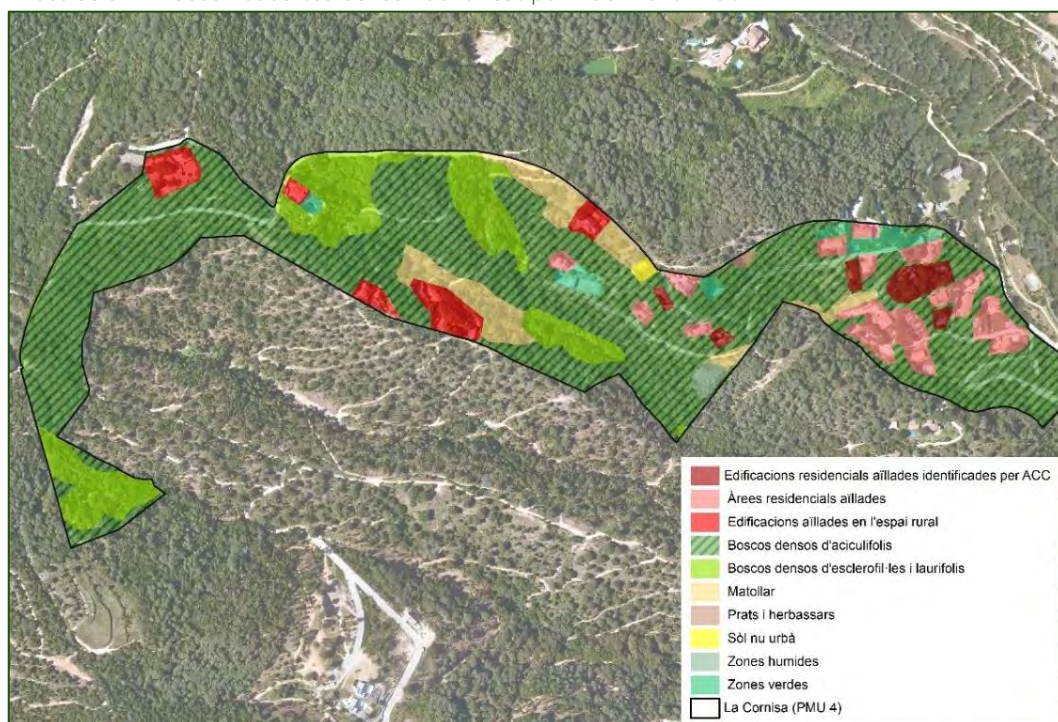 Edificacions residencials aïllades identificades per ACC
Àrees residencials aïllades
Edificacions aïllades en l'espai rural
Boscos densos d'aciculifolis
Boscos densos d'esclerofil·les i laurifolis
Matollar
Prats i herbassars
Sòl nu urbà
Zones humides
Zones verdes
La Cornisa (PMU 4)